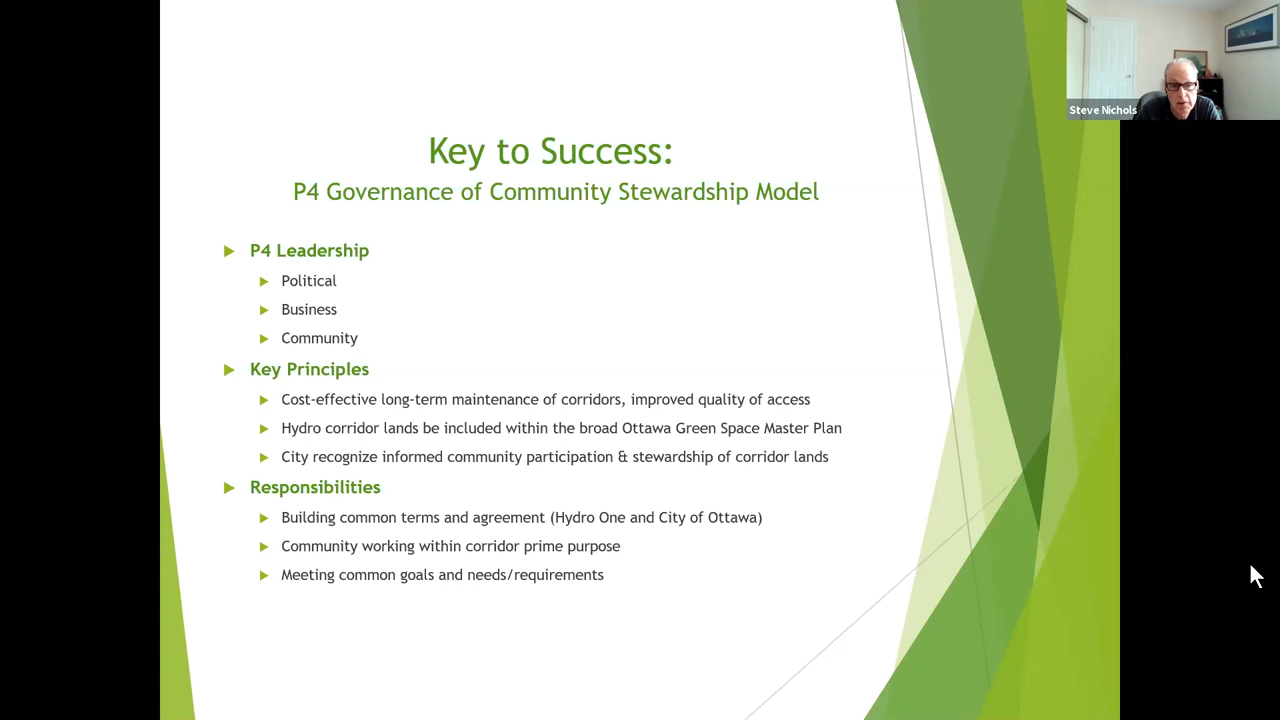 Steve Nichols
Key to Success:
P4 Governance of Community Stewardship Model
P4 Leadership
Political
Business
Community
Key Principles
Cost-effective long-term maintenance of corridors, improved quality of access
Hydro corridor lands be included within the broad Ottawa Green Space Master Plan
City recognize informed community participation & stewardship of corridor lands
Responsibilities
Building common terms and agreement (Hydro One and City of Ottawa)
Community working within corridor prime purpose
Meeting common goals and needs/requirements